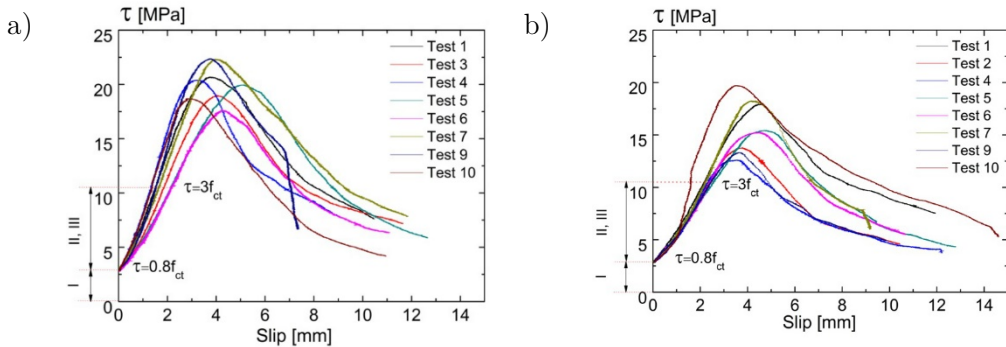 a)
τ [MPa]
25
20
15
10
5
0
II, III
I
τ=3f_ct
τ=0.8f_ct
Test 1
Test 3
Test 4
Test 5
Test 6
Test 7
Test 9
Test 10
0 2 4 6 8 10 12 14
Slip [mm]
b)
τ [MPa]
25
20
15
10
5
0
II, III
I
τ=3f_ct
τ=0.8f_ct
Test 1
Test 2
Test 4
Test 5
Test 6
Test 7
Test 9
Test 10
0 2 4 6 8 10 12 14
Slip [mm]